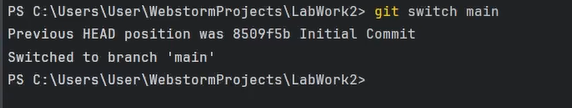 PS C:\Users\User\WebstormProjects\LabWork2> git switch main
Previous HEAD position was 8509f5b Initial Commit
Switched to branch 'main'
PS C:\Users\User\WebstormProjects\LabWork2>